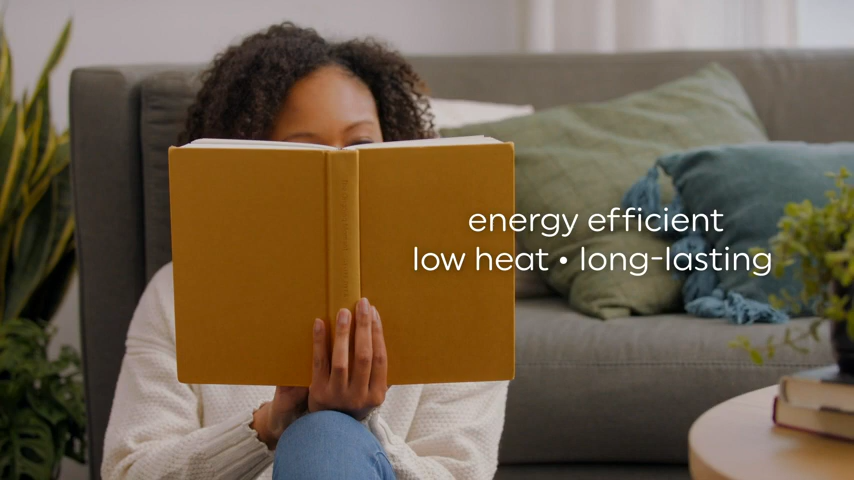 energy efficient
low heat • long-lasting